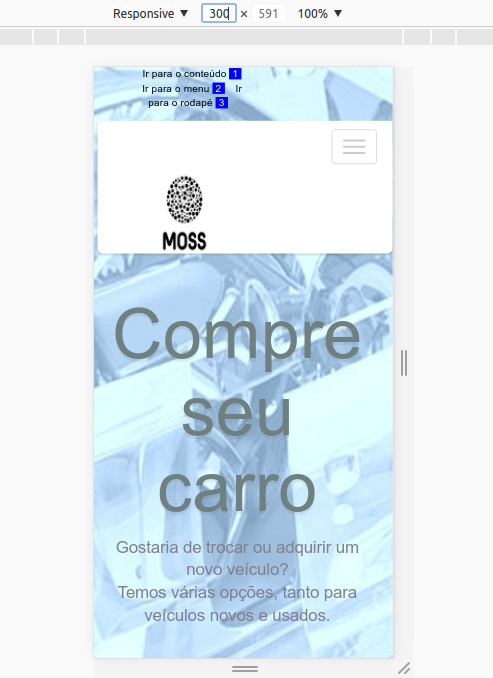 Responsive ▼ 300 × 591 100% ▼
Ir para o conteúdo 1
Ir para o menu 2 Ir
para o rodapé 3
MOSS
Compre
seu
carro
Gostaria de trocar ou adquirir um
novo veículo?
Temos várias opções, tanto para
veículos novos e usados.